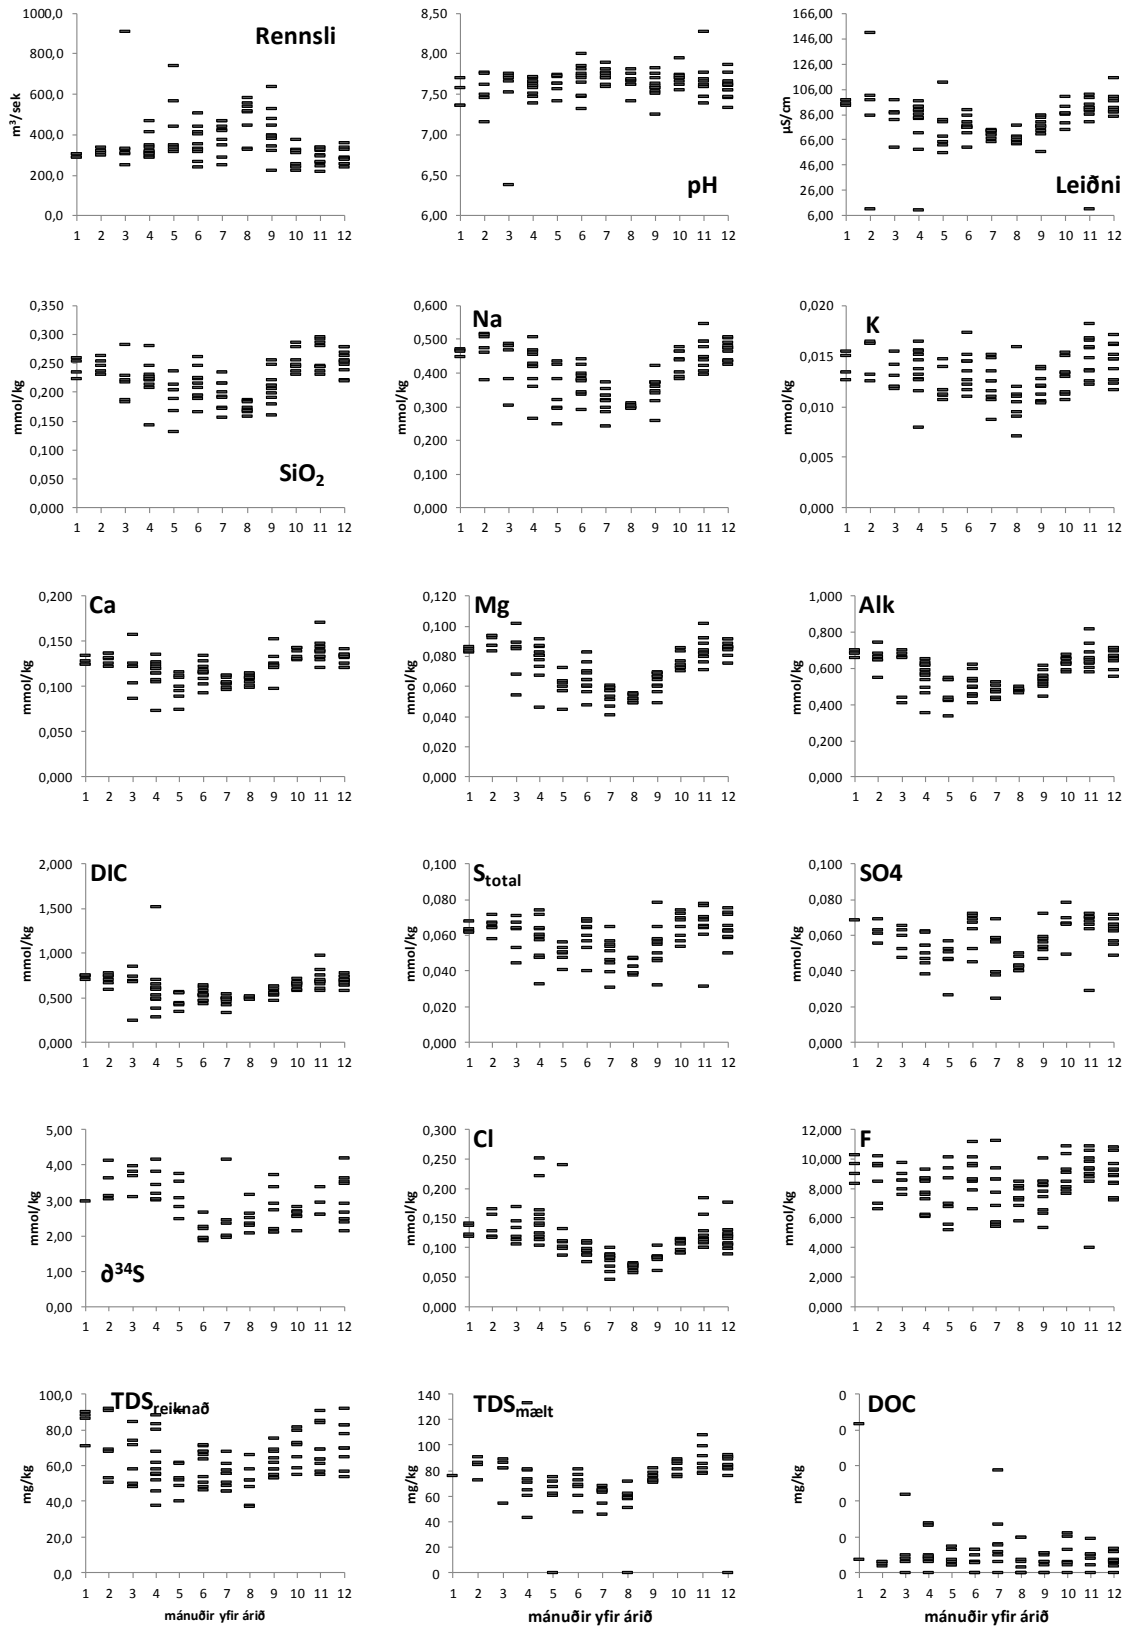 Rennsli
m³/sek
1000,0
800,0
600,0
400,0
200,0
0,0
1 2 3 4 5 6 7 8 9 10 11 12
pH
8,50
8,00
7,50
7,00
6,50
6,00
1 2 3 4 5 6 7 8 9 10 11 12
Leiðni
µS/cm
166,00
146,00
126,00
106,00
86,00
66,00
46,00
26,00
6,00
1 2 3 4 5 6 7 8 9 10 11 12
SiO₂
mmol/kg
0,350
0,300
0,250
0,200
0,150
0,100
0,050
0,000
1 2 3 4 5 6 7 8 9 10 11 12
Na
mmol/kg
0,600
0,500
0,400
0,300
0,200
0,100
0,000
1 2 3 4 5 6 7 8 9 10 11 12
K
mmol/kg
0,020
0,015
0,010
0,005
0,000
1 2 3 4 5 6 7 8 9 10 11 12
Ca
mmol/kg
0,200
0,150
0,100
0,050
0,000
1 2 3 4 5 6 7 8 9 10 11 12
Mg
mmol/kg
0,120
0,100
0,080
0,060
0,040
0,020
0,000
1 2 3 4 5 6 7 8 9 10 11 12
Alk
mmol/kg
1,000
0,800
0,600
0,400
0,200
0,000
1 2 3 4 5 6 7 8 9 10 11 12
DIC
mmol/kg
2,000
1,500
1,000
0,500
0,000
1 2 3 4 5 6 7 8 9 10 11 12
S total
mmol/kg
0,100
0,080
0,060
0,040
0,020
0,000
1 2 3 4 5 6 7 8 9 10 11 12
SO4
mmol/kg
0,100
0,080
0,060
0,040
0,020
0,000
1 2 3 4 5 6 7 8 9 10 11 12
∂³⁴S
mmol/kg
5,00
4,00
3,00
2,00
1,00
0,00
1 2 3 4 5 6 7 8 9 10 11 12
Cl
mmol/kg
0,300
0,250
0,200
0,150
0,100
0,050
0,000
1 2 3 4 5 6 7 8 9 10 11 12
F
mmol/kg
12,000
10,000
8,000
6,000
4,000
2,000
0,000
1 2 3 4 5 6 7 8 9 10 11 12
TDS reiknað
mg/kg
100,0
80,0
60,0
40,0
20,0
0,0
1 2 3 4 5 6 7 8 9 10 11 12
mánuðir yfir árið
TDS mælt
mg/kg
140
120
100
80
60
40
20
0
1 2 3 4 5 6 7 8 9 10 11 12
mánuðir yfir árið
DOC
mg/kg
0
0
0
0
0
0
1 2 3 4 5 6 7 8 9 10 11 12
mánuðir yfir árið